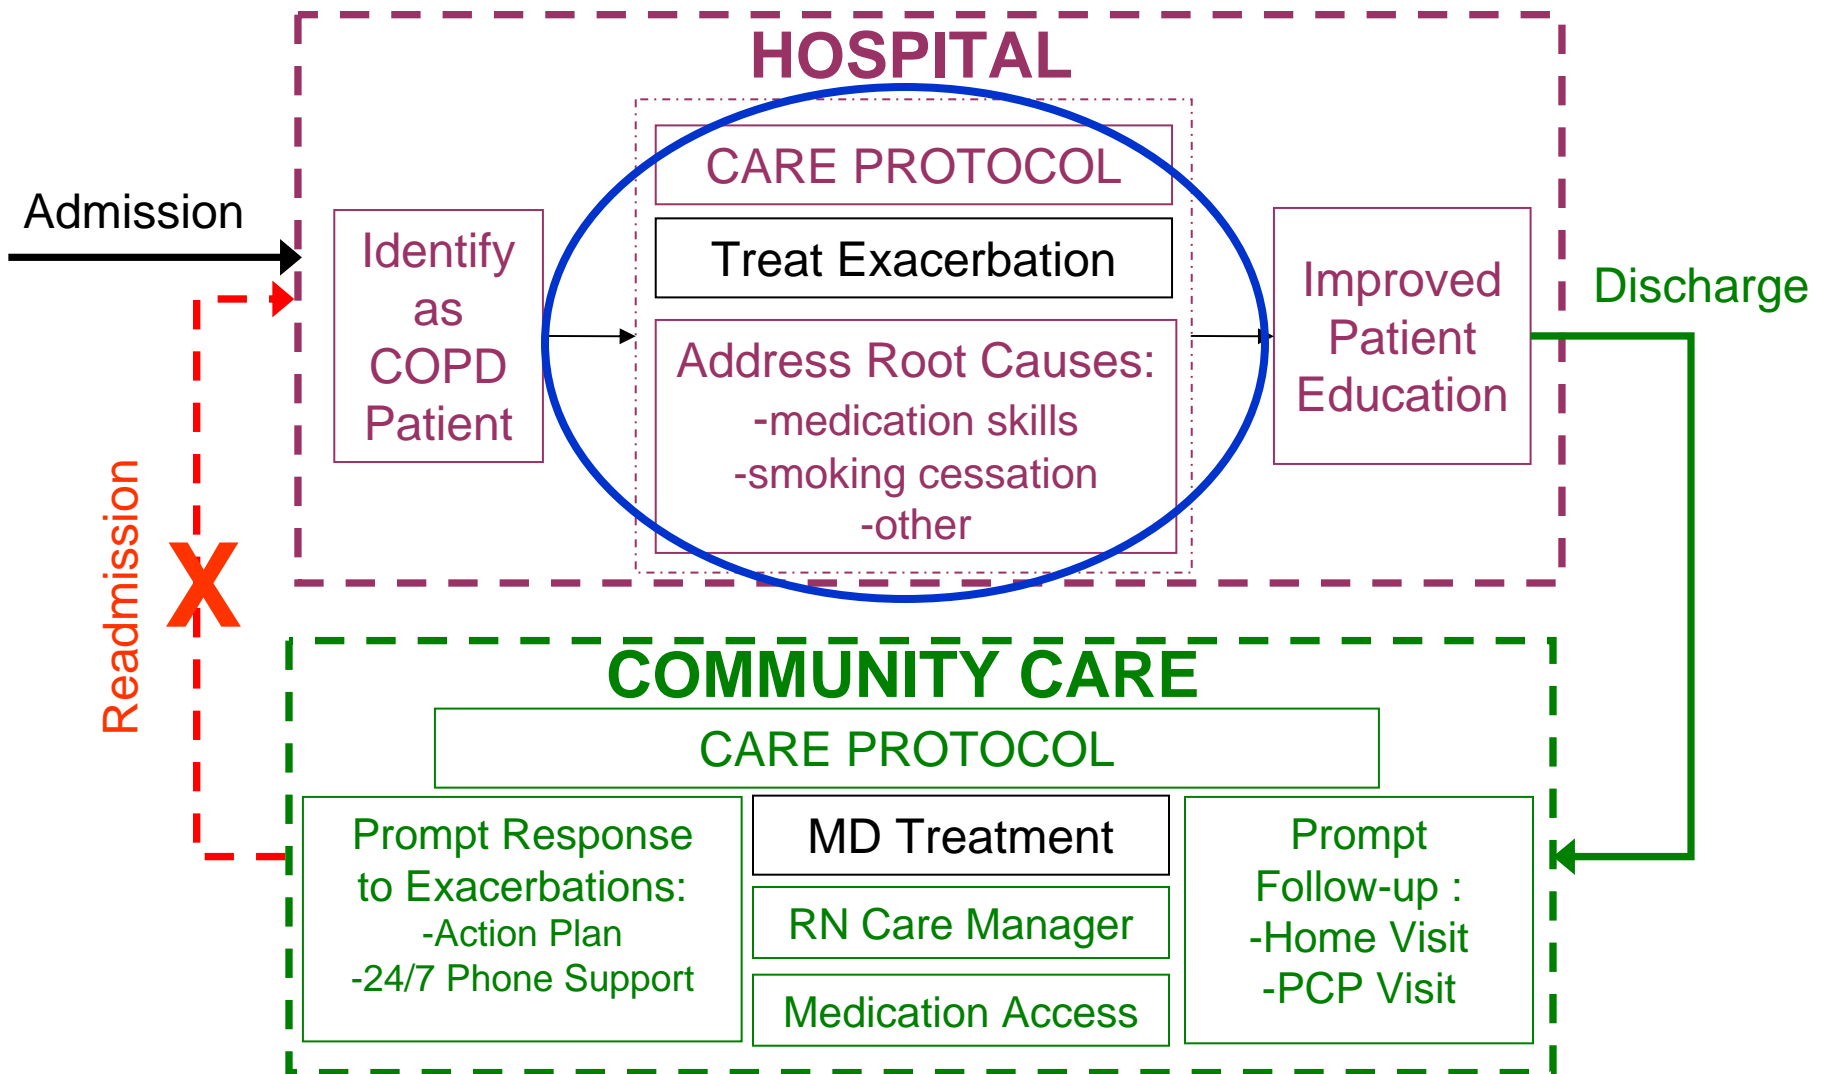 HOSPITAL
Admission
Identify
as
COPD
Patient
CARE PROTOCOL
Treat Exacerbation
Address Root Causes:
-medication skills
-smoking cessation
-other
Improved
Patient
Education
Discharge
Readmission
X
COMMUNITY CARE
CARE PROTOCOL
Prompt Response
to Exacerbations:
-Action Plan
-24/7 Phone Support
MD Treatment
RN Care Manager
Medication Access
Prompt
Follow-up :
-Home Visit
-PCP Visit